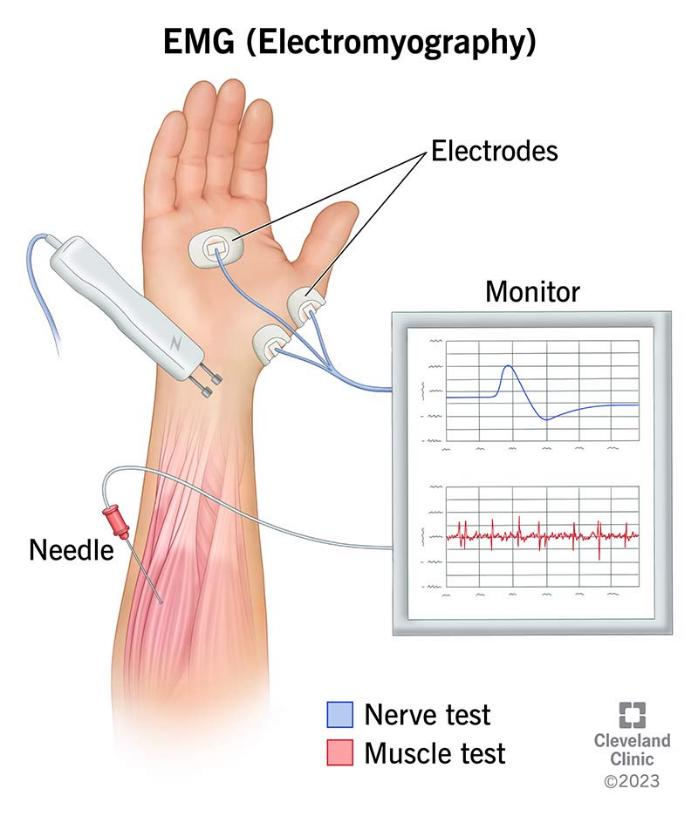 EMG (Electromyography)
Electrodes
Monitor
Needle
Nerve test
Muscle test
Cleveland
Clinic
©2023